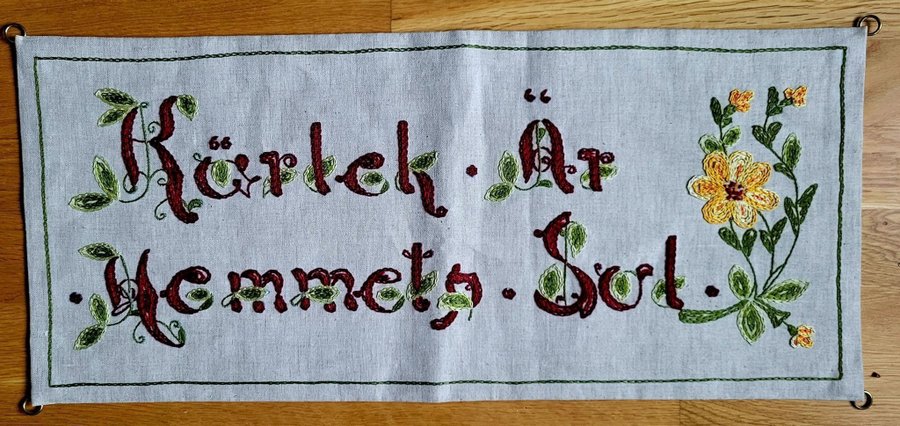 Kärlek · Är
· Hemmets · Sol ·